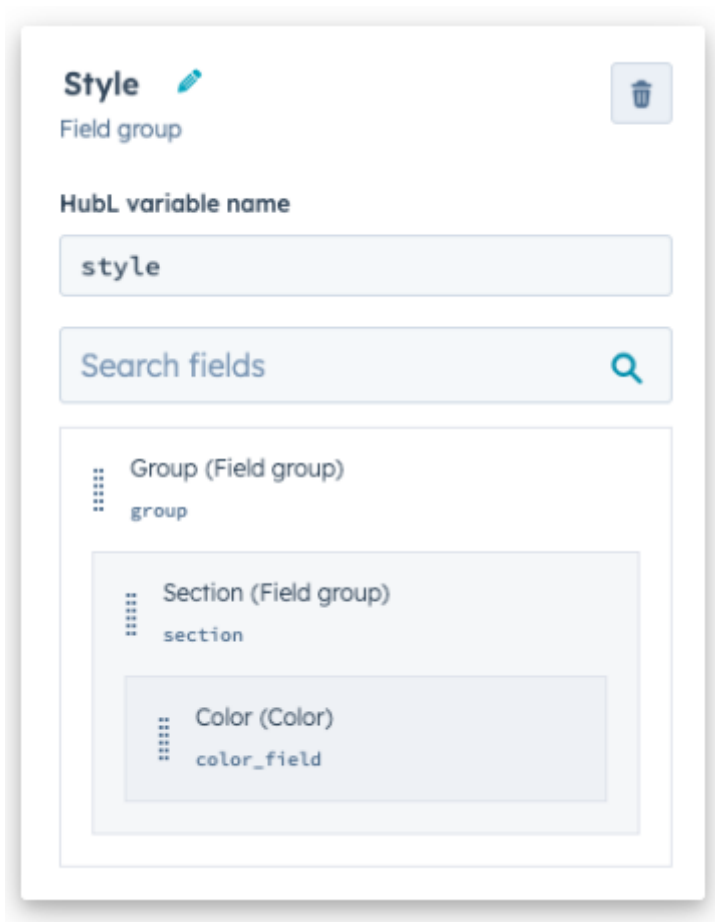 Style
Field group
HubL variable name
style
Search fields
Group (Field group)
group
Section (Field group)
section
Color (Color)
color_field